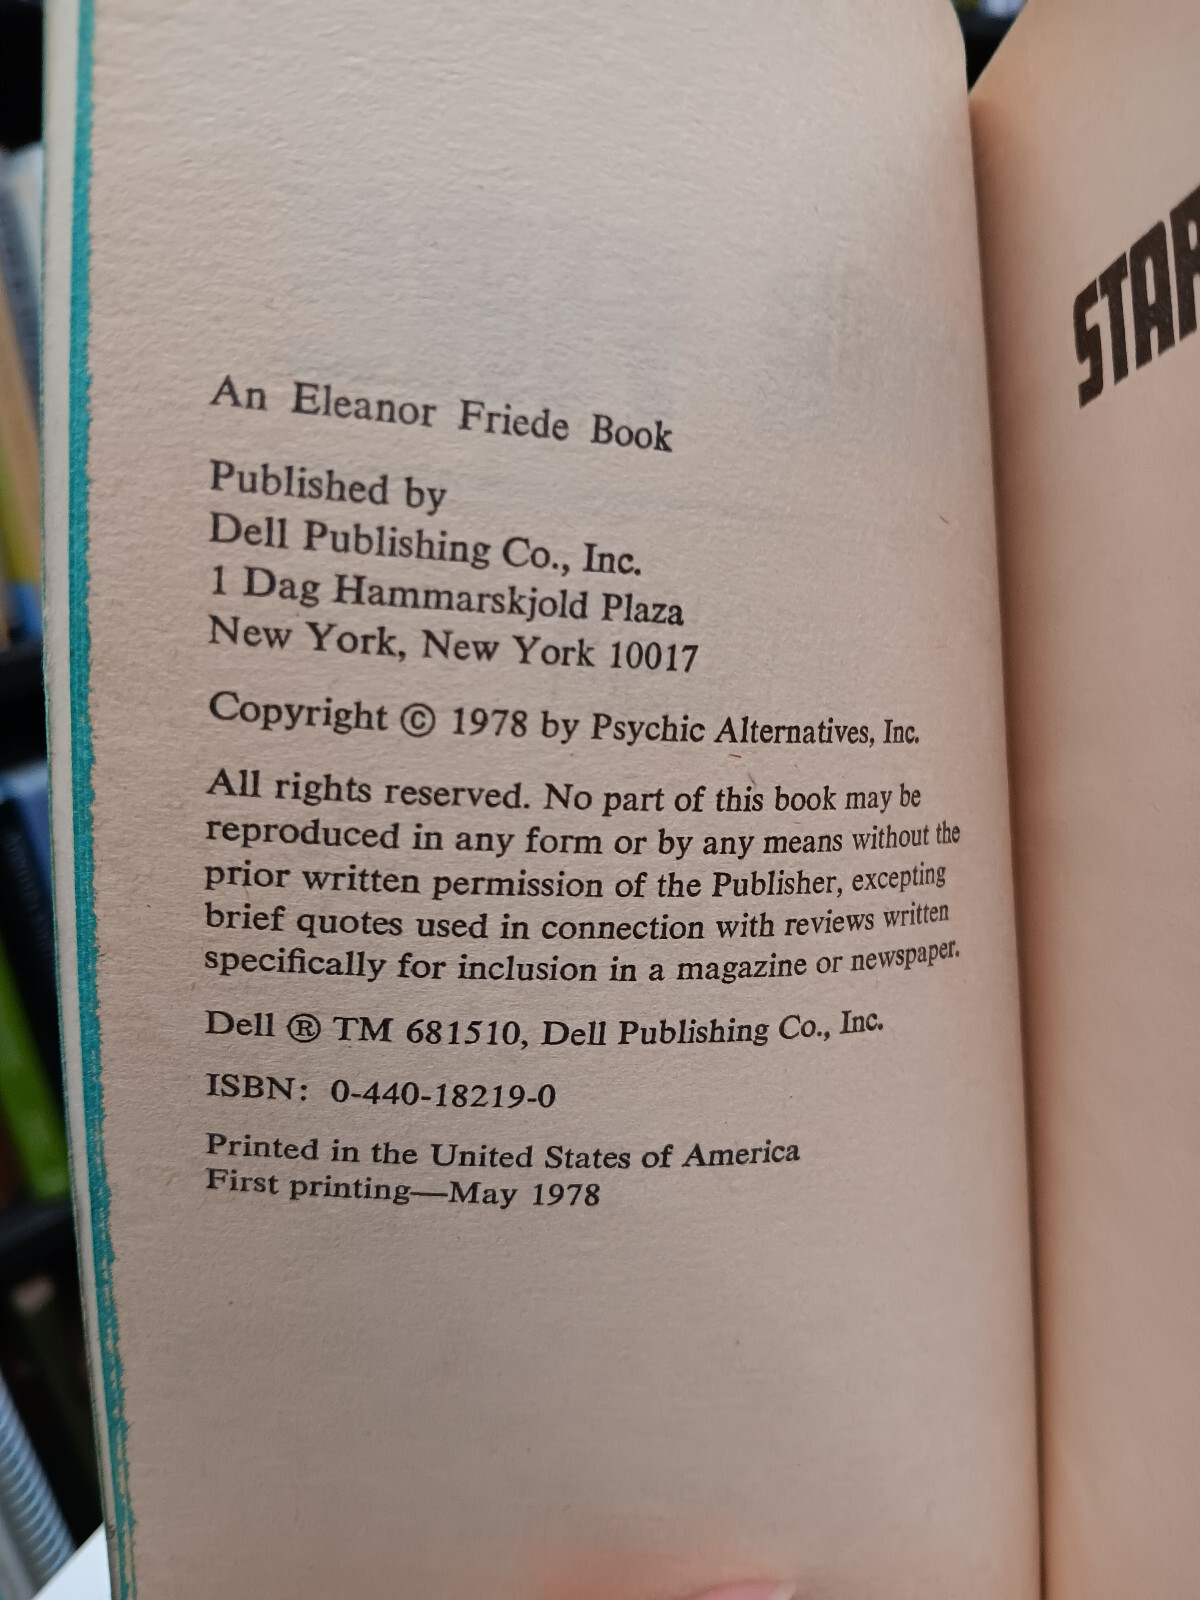 An Eleanor Friede Book
Published by
Dell Publishing Co., Inc.
1 Dag Hammarskjold Plaza
New York, New York 10017
Copyright © 1978 by Psychic Alternatives, Inc.
All rights reserved. No part of this book may be
reproduced in any form or by any means without the
prior written permission of the Publisher, excepting
brief quotes used in connection with reviews written
specifically for inclusion in a magazine or newspaper.
Dell ® TM 681510, Dell Publishing Co., Inc.
ISBN: 0-440-18219-0
Printed in the United States of America
First printing—May 1978